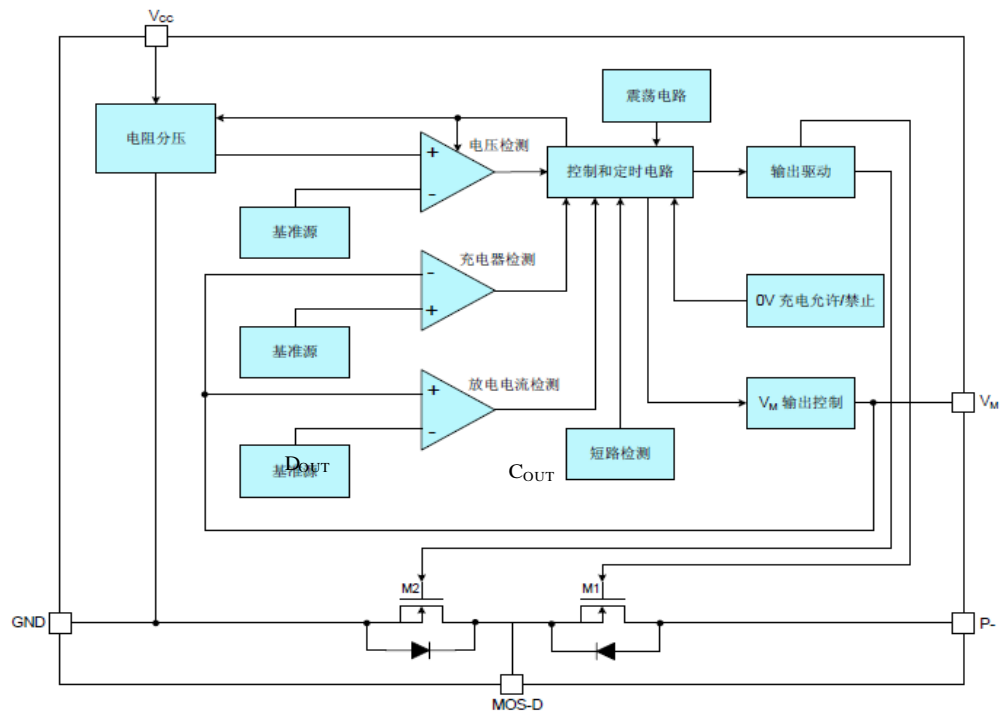 VCC
震荡电路
电阻分压
电压检测
+
-
控制和定时电路
输出驱动
基准源
充电器检测
-
+
0V 充电允许/禁止
基准源
放电电流检测
+
-
VM 输出控制
VM
短路检测
基准源
DOUT
COUT
M2
M1
GND
P-
MOS-D